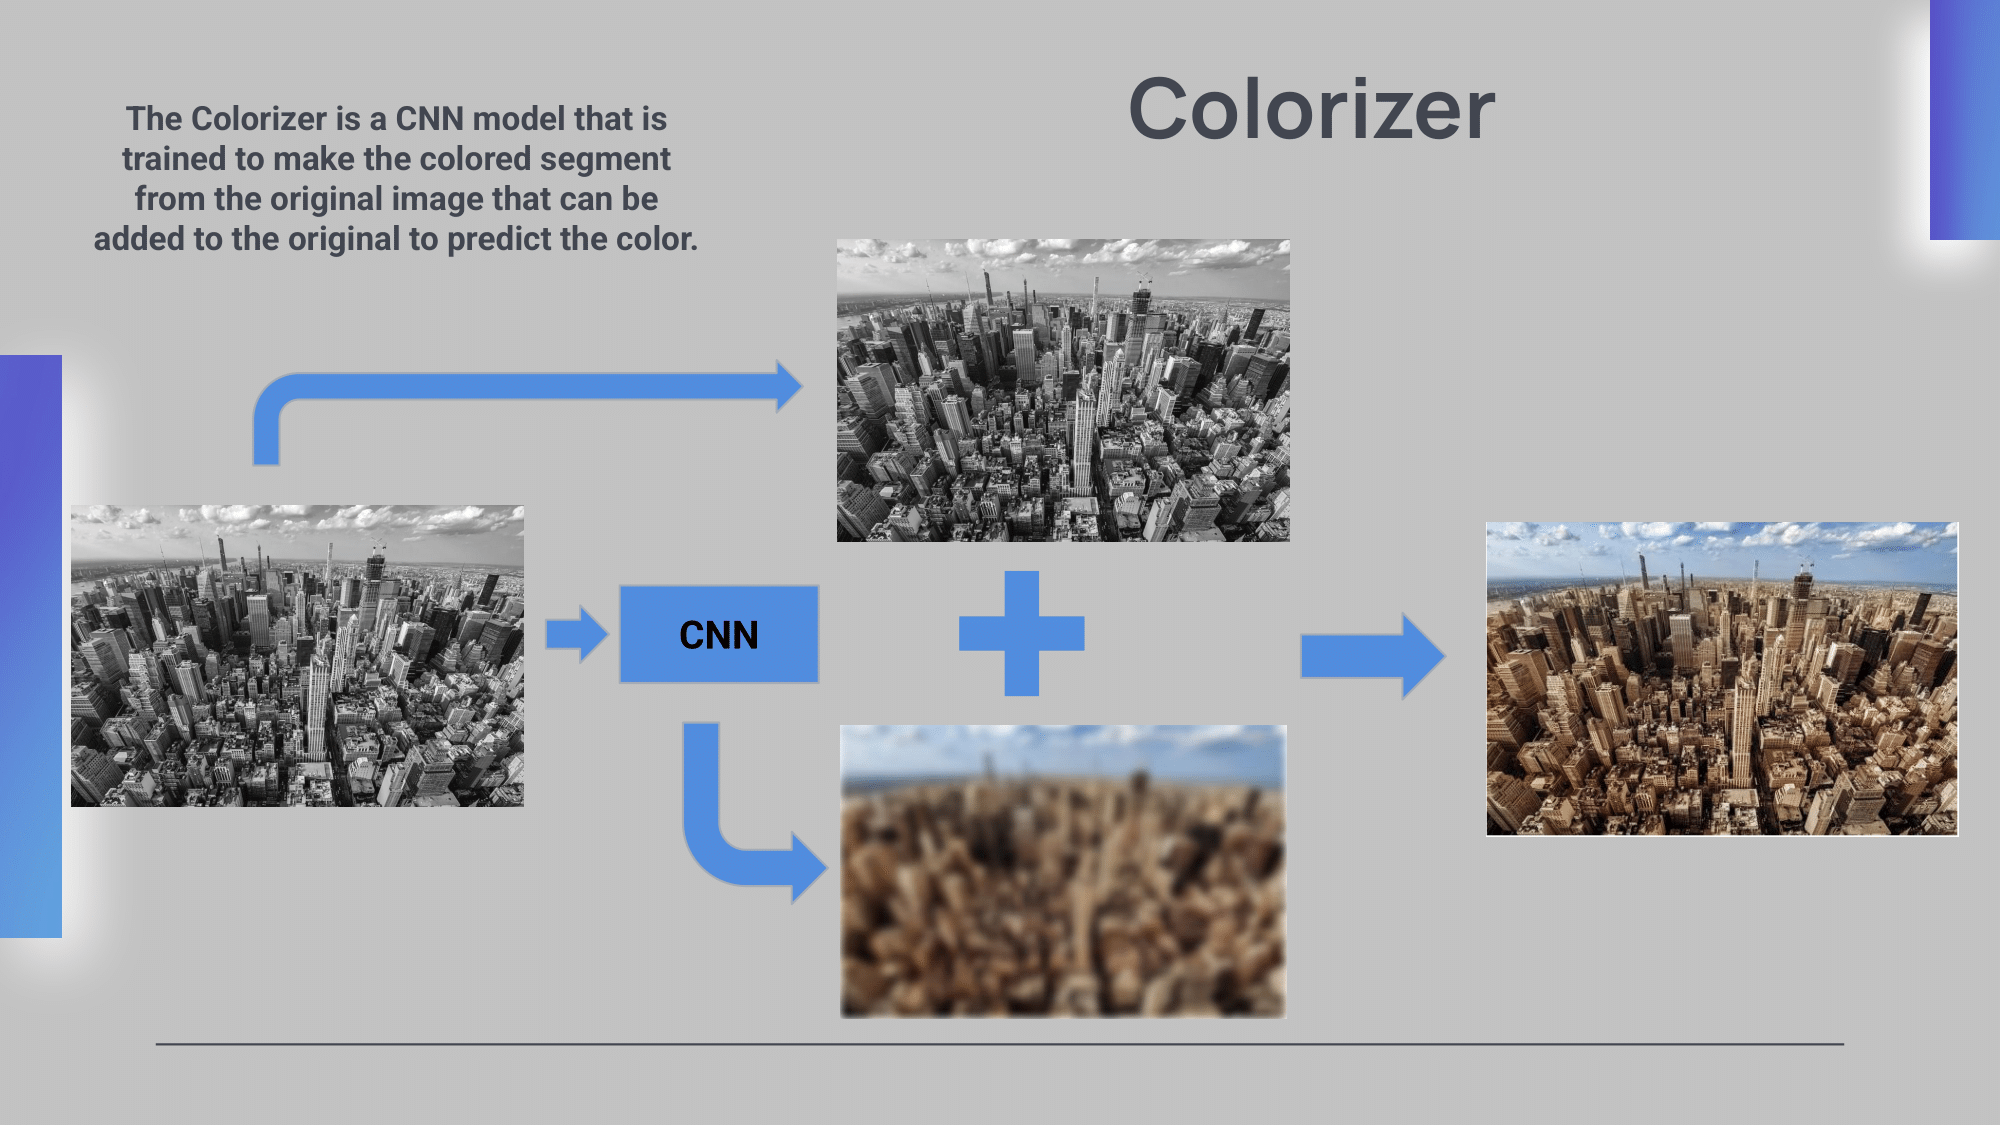 Colorizer
The Colorizer is a CNN model that is
trained to make the colored segment
from the original image that can be
added to the original to predict the color.
CNN